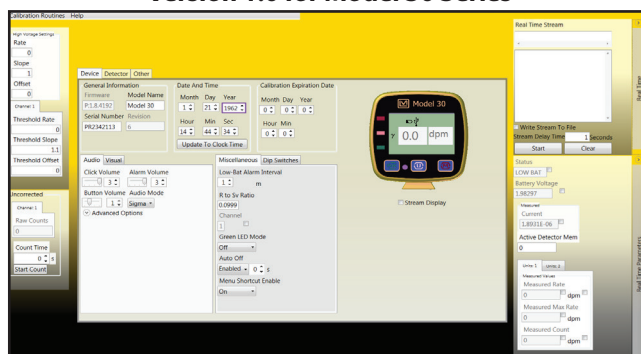 Version 1.0 for Model 30 Series
Calibration Routines Help
High Voltage Settings
Rate
0
Slope
1
Offset
0
Channel 1
Threshold Rate
0
Threshold Slope
1.1
Threshold Offset
0
Uncorrected
Channel 1
Raw Counts
0
Count Time
0 s
Start Count
Device Detector Other
General Information
Firmware Model Name
P.1.8.4192 Model 30
Serial Number Revision
PR2342113 6
Date And Time
Month Day Year
1 21 1962
Hour Min Sec
14 44 34
Update To Clock Time
Calibration Expiration Date
Month Day Year
0 0 0
Hour Min
0 0
Audio Visual
Click Volume Alarm Volume
3 3
Button Volume Audio Mode
1 Sigma
Advanced Options
Miscellaneous Dip Switches
Low-Bat Alarm Interval
1 m
R to Sv Ratio
0.0999
Channel
1
Green LED Mode
Off
Auto Off
Enabled 0 s
Menu Shortcut Enable
On
Model 30
0.0 dpm
Stream Display
Real Time Stream
Write Stream To File
Stream Delay Time 1 Seconds
Start Clear
Real Time
Status
LOW BAT
Battery Voltage
1.98297
Measured
Current
1.8931E-06
Active Detector Mem
0
Units 1 Units 2
Measured Values
Measured Rate
0 dpm
Measured Max Rate
0 dpm
Measured Count
0 dpm
Real Time Parameters